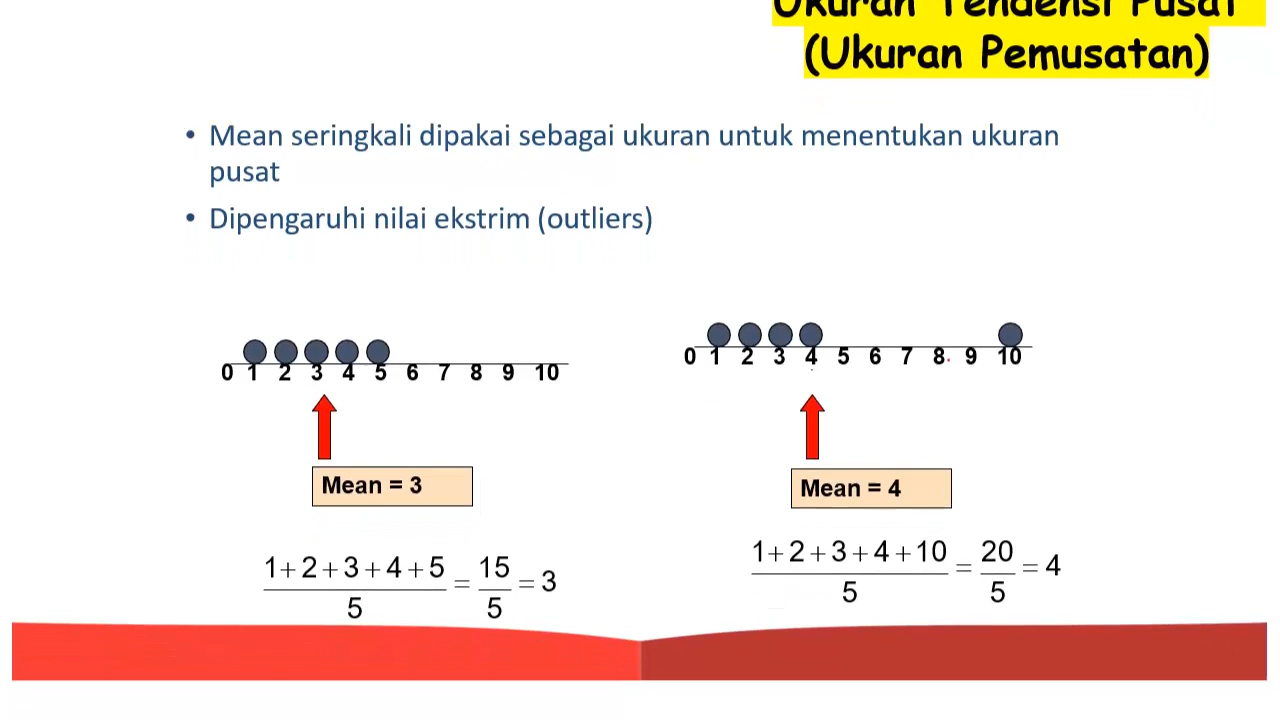 Ukuran Tendensi Pusat
(Ukuran Pemusatan)
• Mean seringkali dipakai sebagai ukuran untuk menentukan ukuran
pusat
• Dipengaruhi nilai ekstrim (outliers)
0 1 2 3 4 5 6 7 8 9 10
Mean = 3
1+2+3+4+5
5
= 15
5
= 3
0 1 2 3 4 5 6 7 8 9 10
Mean = 4
1+2+3+4+10
5
= 20
5
= 4